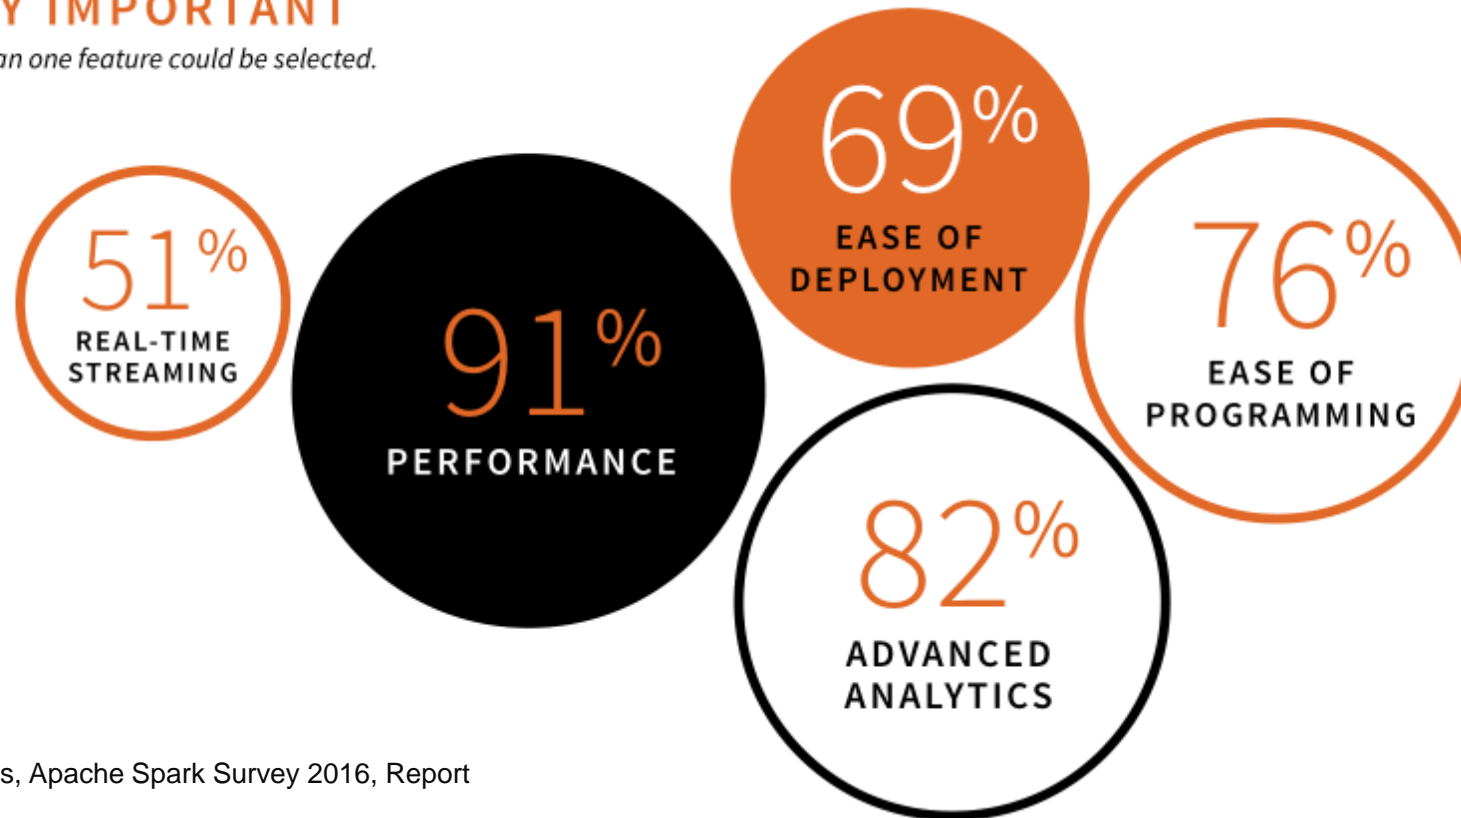 Y IMPORTANT
an one feature could be selected.
51%
REAL-TIME
STREAMING
91%
PERFORMANCE
69%
EASE OF
DEPLOYMENT
76%
EASE OF
PROGRAMMING
82%
ADVANCED
ANALYTICS
s, Apache Spark Survey 2016, Report